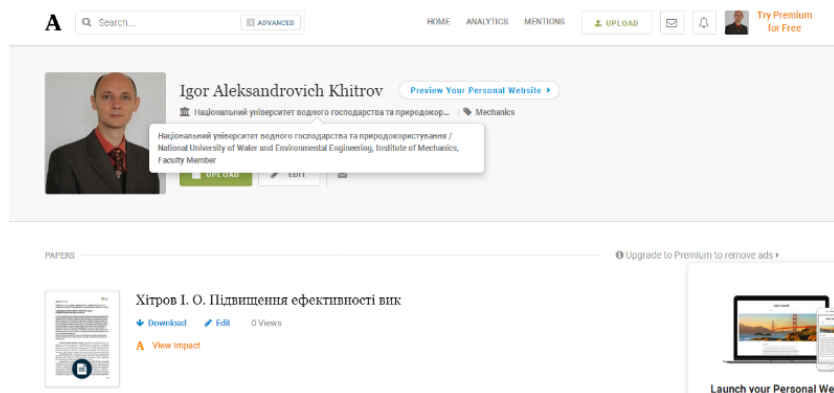 A Search... ADVANCED HOME ANALYTICS MENTIONS UPLOAD Try Premium
for Free
Igor Aleksandrovich Khitrov Preview Your Personal Website
Національний університет водного господарства та природокор... Mechanics
Національний університет водного господарства та природокористування /
National University of Water and Environmental Engineering, Institute of Mechanics,
Faculty Member
UPLOAD EDIT
PAPERS Upgrade to Premium to remove ads
Хітров І. О. Підвищення ефективності вик
Download Edit 0 Views
A View Impact
Launch your Personal We